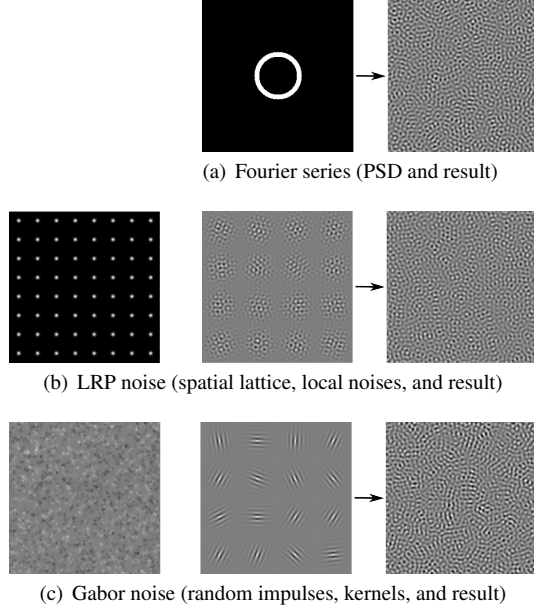 (a) Fourier series (PSD and result)
(b) LRP noise (spatial lattice, local noises, and result)
(c) Gabor noise (random impulses, kernels, and result)